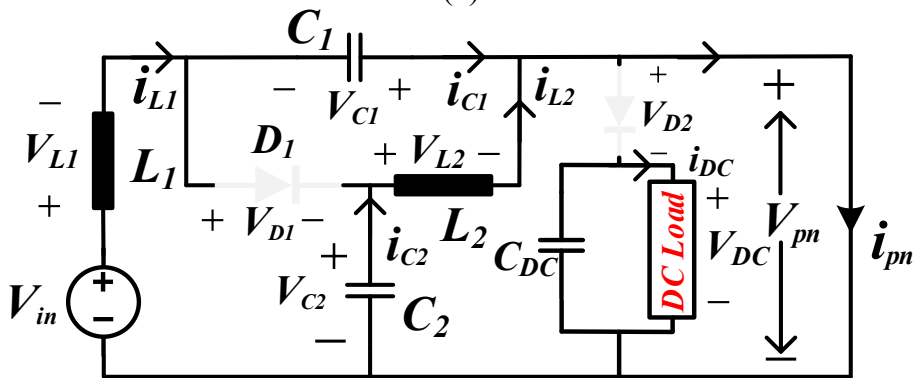 C1
iL1
VC1
iC1
iL2
VD2
VL1
L1
D1
VL2
iDC
VD1
iC2
L2
CDC
DC Load
VDC
Vpn
ipn
Vin
VC2
C2